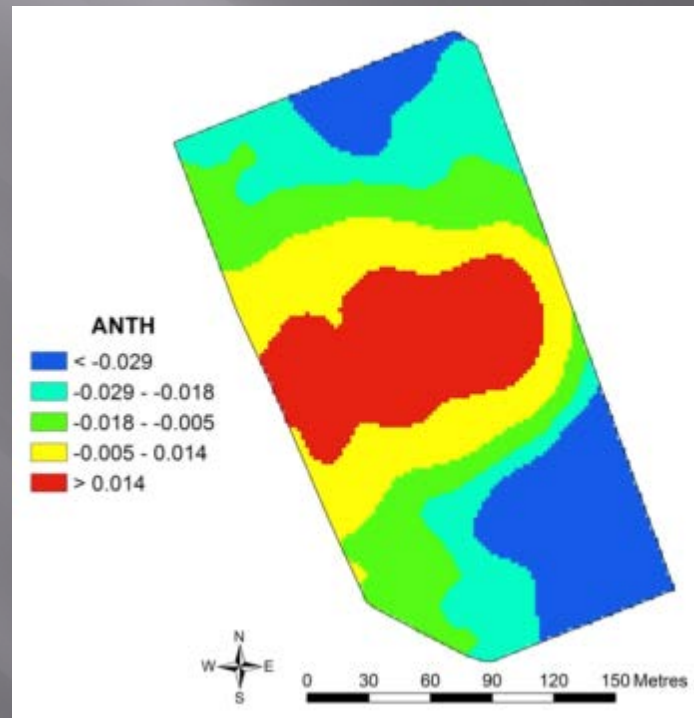 ANTH
< -0.029
-0.029 - -0.018
-0.018 - -0.005
-0.005 - 0.014
> 0.014
N
W E
S
0 30 60 90 120 150 Metres